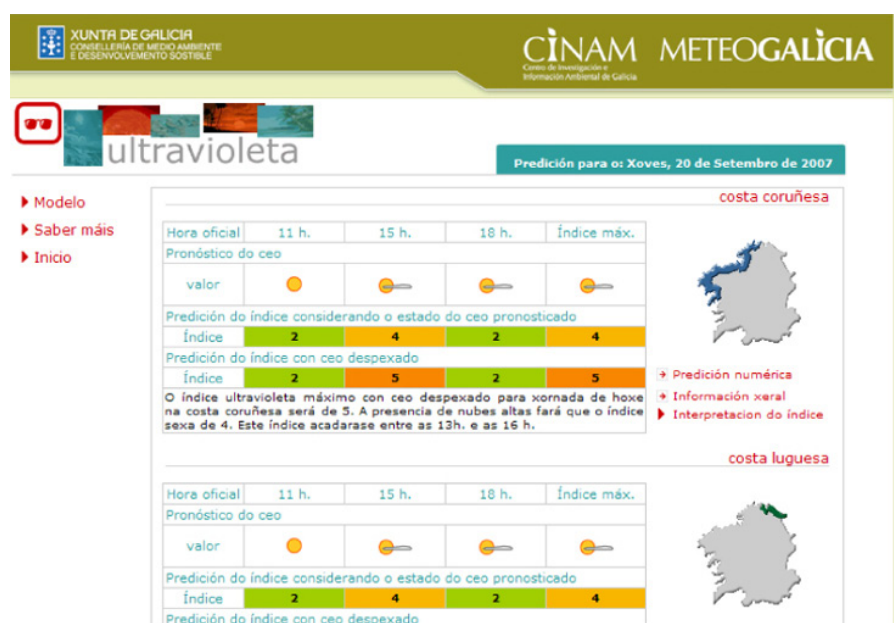 XUNTA DE GALICIA
CONSELLERÍA DE MEDIO AMBIENTE
E DESENVOLVEMENTO SOSTIBLE
CINAM
Centro de Investigación e
Información Ambiental de Galicia
METEOGALICIA
ultravioleta
Predición para o: Xoves, 20 de Setembro de 2007
Modelo
Saber máis
Inicio
costa coruñesa
Hora oficial 11 h. 15 h. 18 h. Índice máx.
Pronóstico do ceo
valor
Predición do índice considerando o estado do ceo pronosticado
Índice 2 4 2 4
Predición do índice con ceo despexado
Índice 2 5 2 5
O índice ultravioleta máximo con ceo despexado para xornada de hoxe
na costa coruñesa será de 5. A presencia de nubes altas fará que o índice
sexa de 4. Este índice acadarase entre as 13h. e as 16 h.
Predición numérica
Información xeral
Interpretacion do índice
costa luguesa
Hora oficial 11 h. 15 h. 18 h. Índice máx.
Pronóstico do ceo
valor
Predición do índice considerando o estado do ceo pronosticado
Índice 2 4 2 4
Predición do índice con ceo despexado